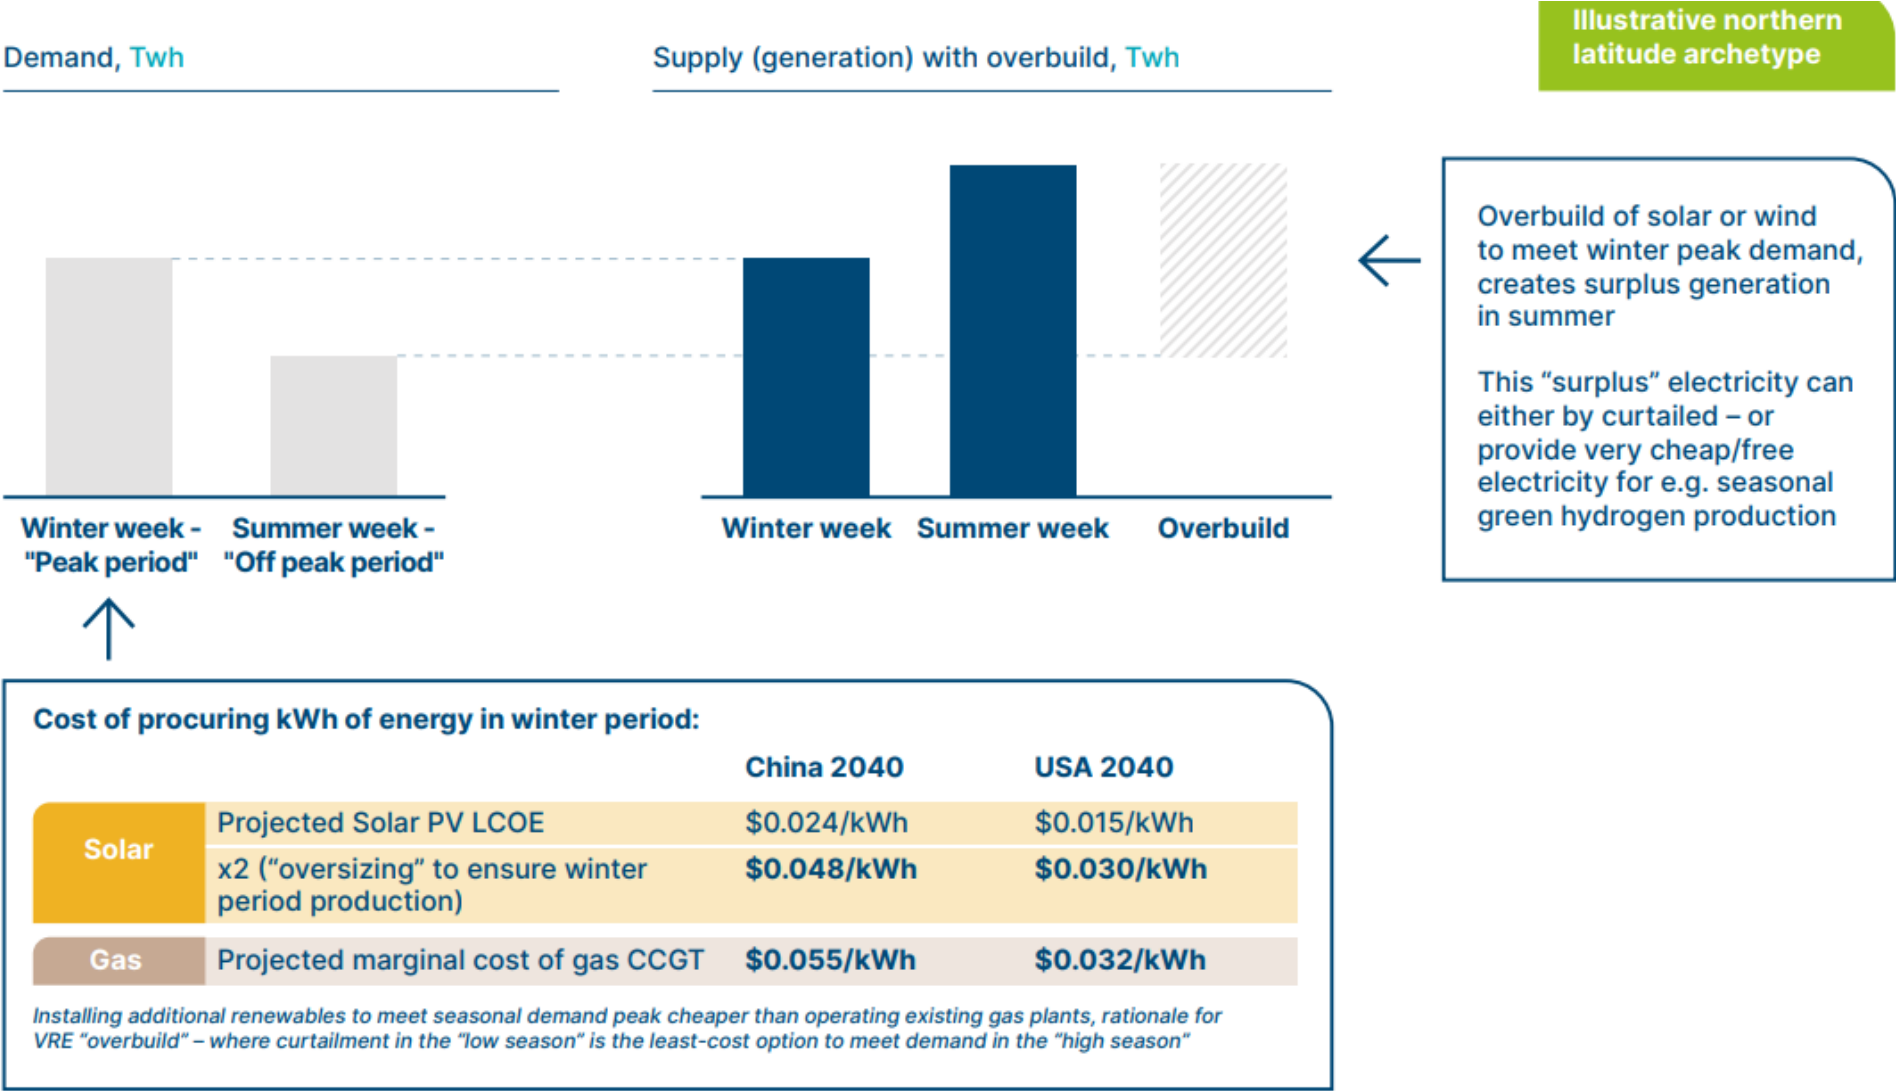 Illustrative northern
latitude archetype
Demand, Twh
Supply (generation) with overbuild, Twh
Winter week -
"Peak period"
Summer week -
"Off peak period"
Winter week
Summer week
Overbuild
Overbuild of solar or wind
to meet winter peak demand,
creates surplus generation
in summer
This “surplus” electricity can
either by curtailed – or
provide very cheap/free
electricity for e.g. seasonal
green hydrogen production
Cost of procuring kWh of energy in winter period:
China 2040 USA 2040
Solar
Projected Solar PV LCOE $0.024/kWh $0.015/kWh
x2 (“oversizing” to ensure winter $0.048/kWh $0.030/kWh
period production)
Gas Projected marginal cost of gas CCGT $0.055/kWh $0.032/kWh
Installing additional renewables to meet seasonal demand peak cheaper than operating existing gas plants, rationale for
VRE “overbuild” – where curtailment in the “low season” is the least-cost option to meet demand in the “high season”